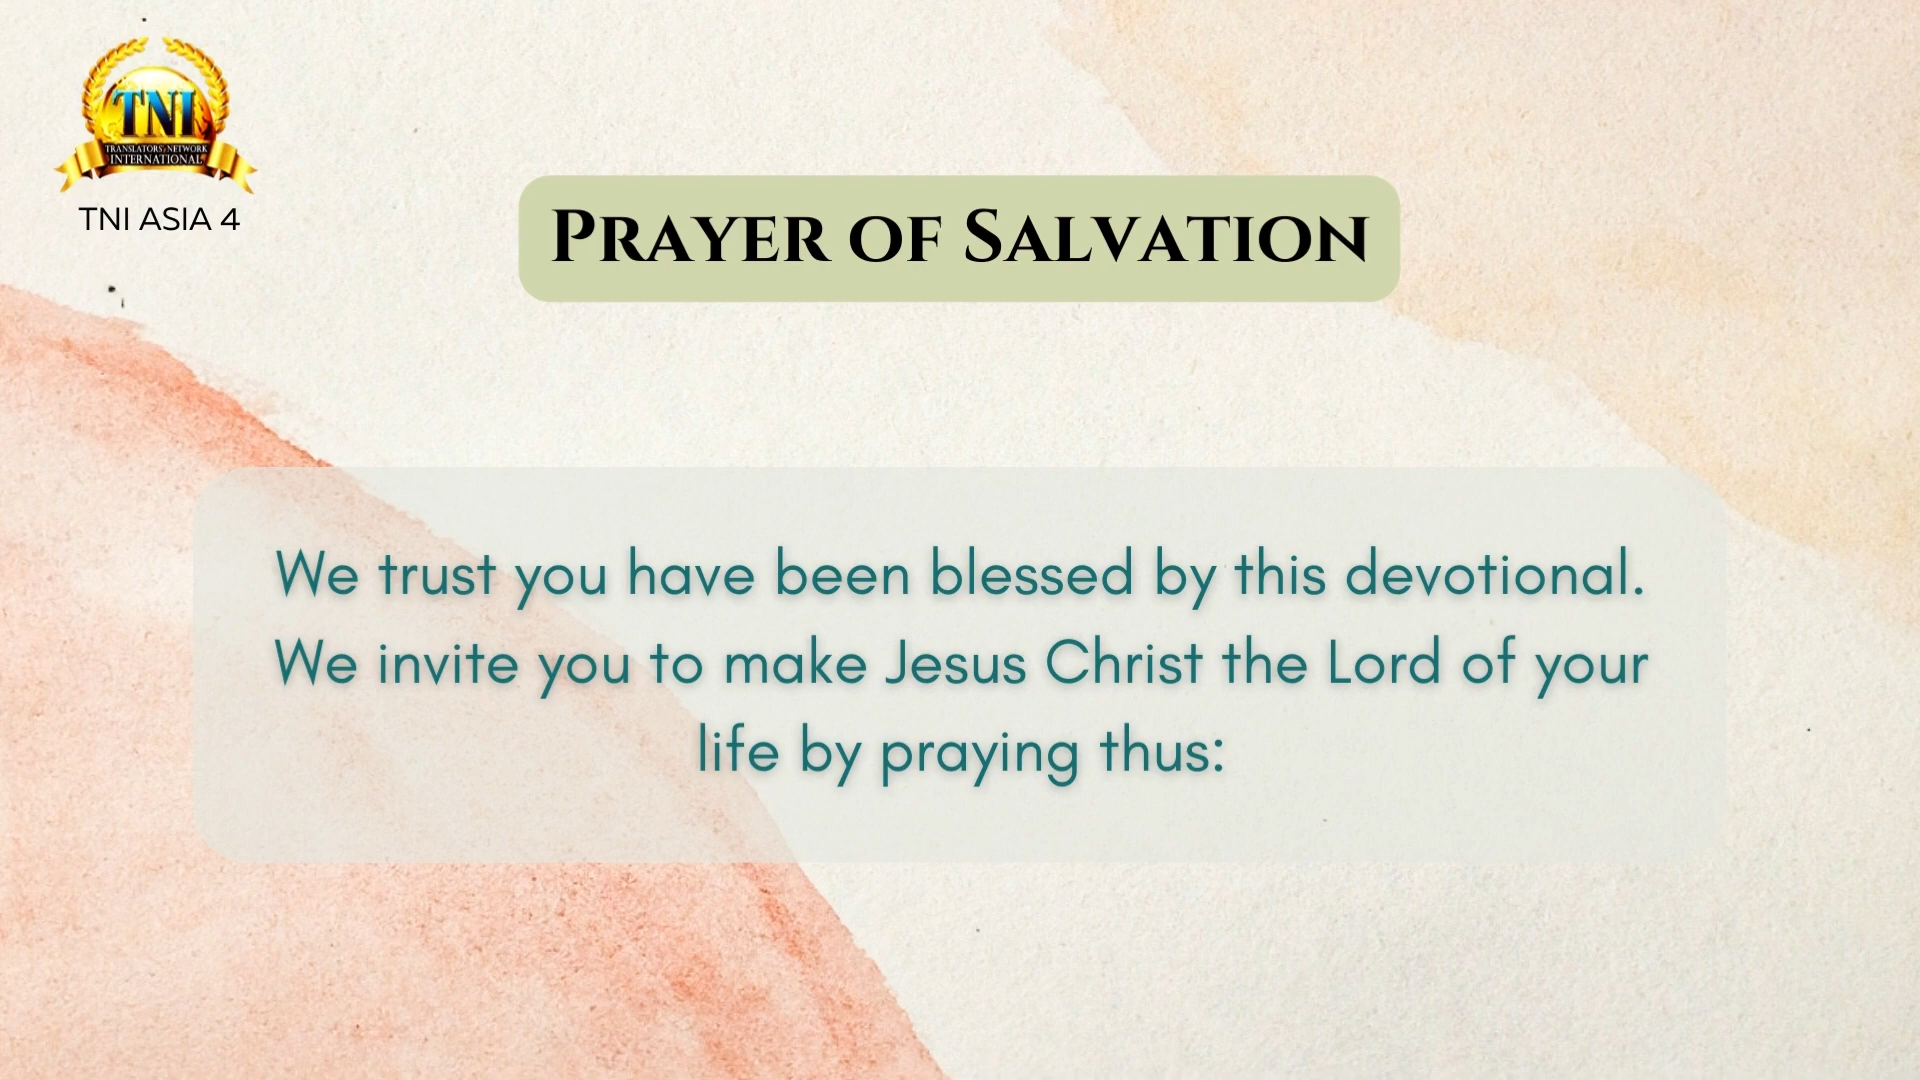 TNI
TRANSLATORS' NETWORK
INTERNATIONAL
TNI ASIA 4
PRAYER OF SALVATION
We trust you have been blessed by this devotional.
We invite you to make Jesus Christ the Lord of your
life by praying thus: